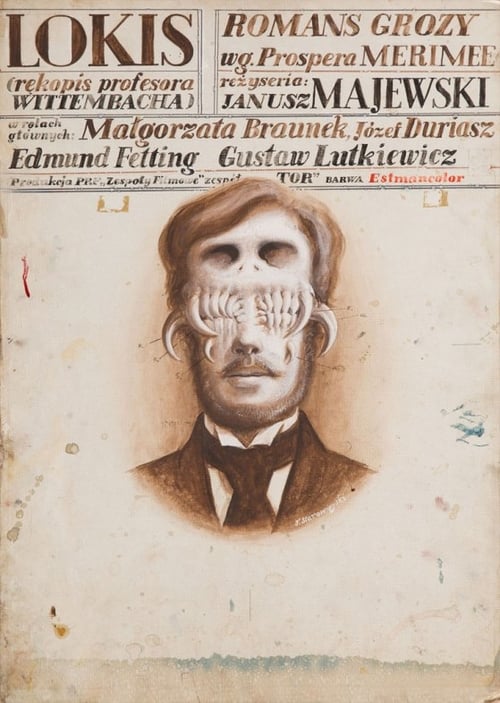 LOKIS
(rękopis profesora
WITTEMBACHA)
ROMANS GROZY
wg. Prospera MERIMEE
reżyseria:
JANUSZ MAJEWSKI
w rolach
głównych: Małgorzata Braunek, Józef Duriasz
Edmund Fetting Gustaw Lutkiewicz
Produkcja PRF „Zespoły Filmowe" zespół TOR" BARWA Eastmancolor